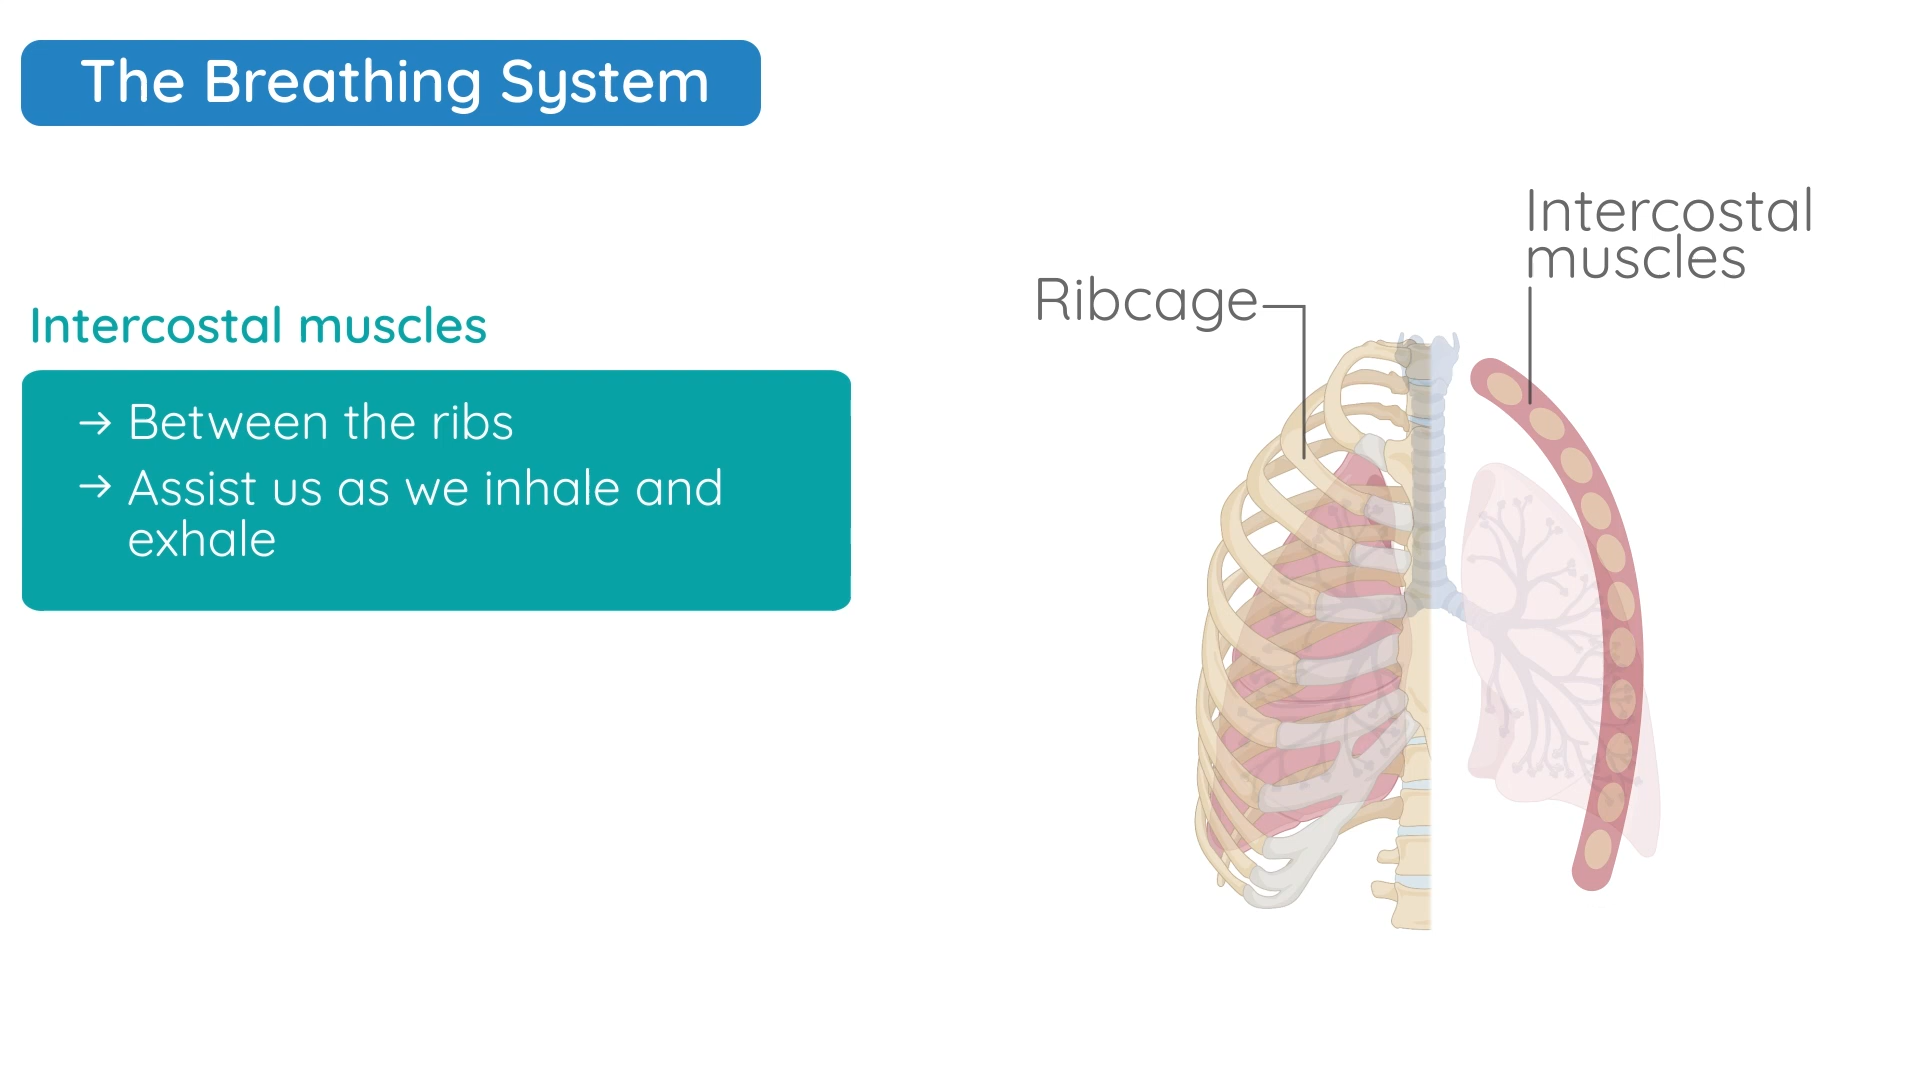 The Breathing System
Intercostal muscles
→ Between the ribs
→ Assist us as we inhale and
exhale
Ribcage
Intercostal
muscles